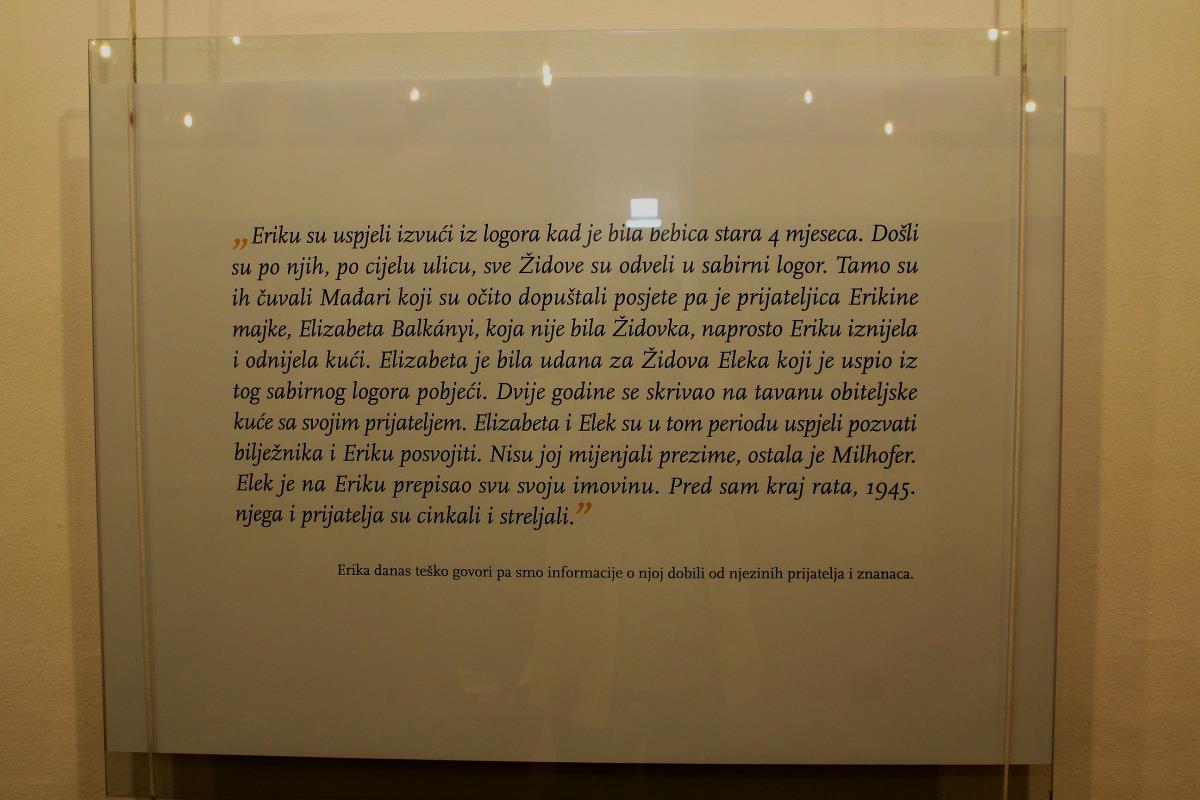 „Eriku su uspjeli izvući iz logora kad je bila bebica stara 4 mjeseca. Došli
su po njih, po cijelu ulicu, sve Židove su odveli u sabirni logor. Tamo su
ih čuvali Mađari koji su očito dopuštali posjete pa je prijateljica Erikine
majke, Elizabeta Balkányi, koja nije bila Židovka, naprosto Eriku iznijela
i odnijela kući. Elizabeta je bila udana za Židova Eleka koji je uspio iz
tog sabirnog logora pobjeći. Dvije godine se skrivao na tavanu obiteljske
kuće sa svojim prijateljem. Elizabeta i Elek su u tom periodu uspjeli pozvati
bilježnika i Eriku posvojiti. Nisu joj mijenjali prezime, ostala je Milhofer.
Elek je na Eriku prepisao svu svoju imovinu. Pred sam kraj rata, 1945.
njega i prijatelja su cinkali i streljali.”
Erika danas teško govori pa smo informacije o njoj dobili od njezinih prijatelja i znanaca.